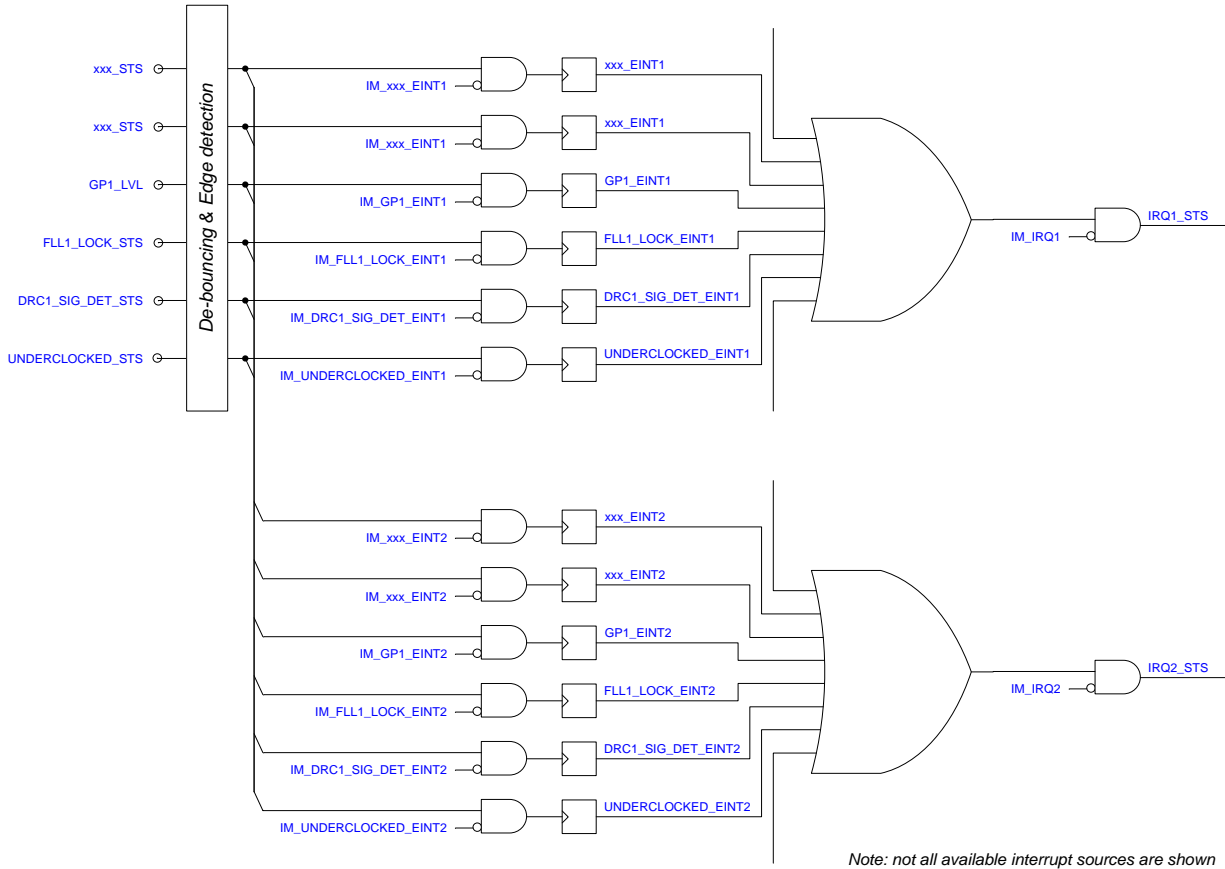 xxx_STS
xxx_EINT1
IM_xxx_EINT1
xxx_STS
xxx_EINT1
IM_xxx_EINT1
GP1_LVL
GP1_EINT1
IM_GP1_EINT1
De-bouncing & Edge detection
IRQ1_STS
IM_IRQ1
FLL1_LOCK_STS
FLL1_LOCK_EINT1
IM_FLL1_LOCK_EINT1
DRC1_SIG_DET_STS
DRC1_SIG_DET_EINT1
IM_DRC1_SIG_DET_EINT1
UNDERCLOCKED_STS
UNDERCLOCKED_EINT1
IM_UNDERCLOCKED_EINT1
xxx_EINT2
IM_xxx_EINT2
xxx_EINT2
IM_xxx_EINT2
GP1_EINT2
IM_GP1_EINT2
IRQ2_STS
IM_IRQ2
FLL1_LOCK_EINT2
IM_FLL1_LOCK_EINT2
DRC1_SIG_DET_EINT2
IM_DRC1_SIG_DET_EINT2
UNDERCLOCKED_EINT2
IM_UNDERCLOCKED_EINT2
Note: not all available interrupt sources are shown